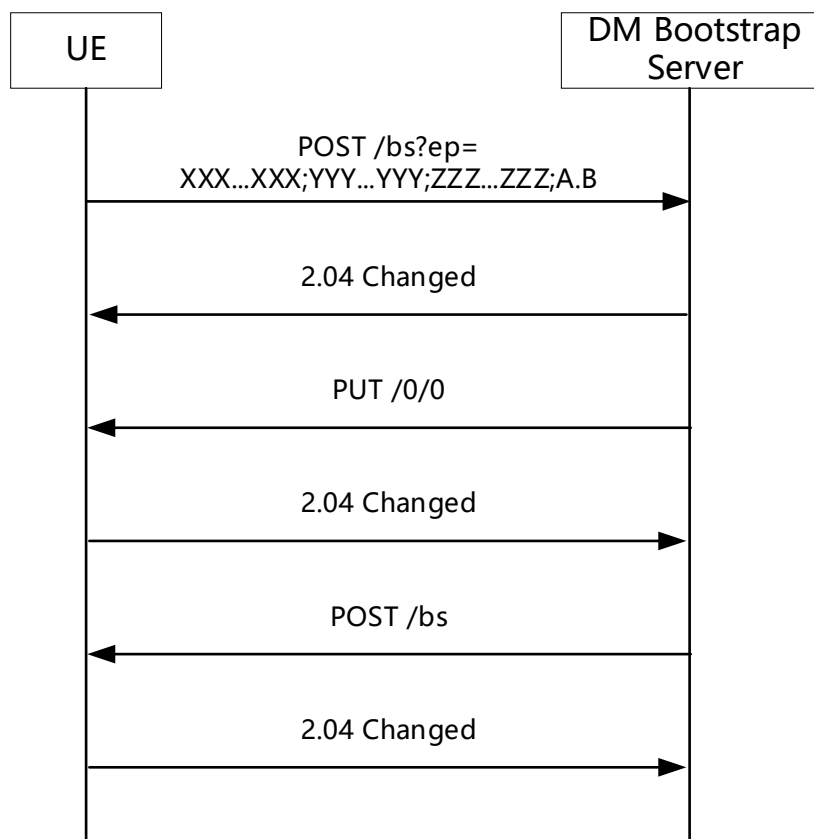 UE
DM Bootstrap
Server
POST /bs?ep=
XXX...XXX;YYY...YYY;ZZZ...ZZZ;A.B
2.04 Changed
PUT /0/0
2.04 Changed
POST /bs
2.04 Changed